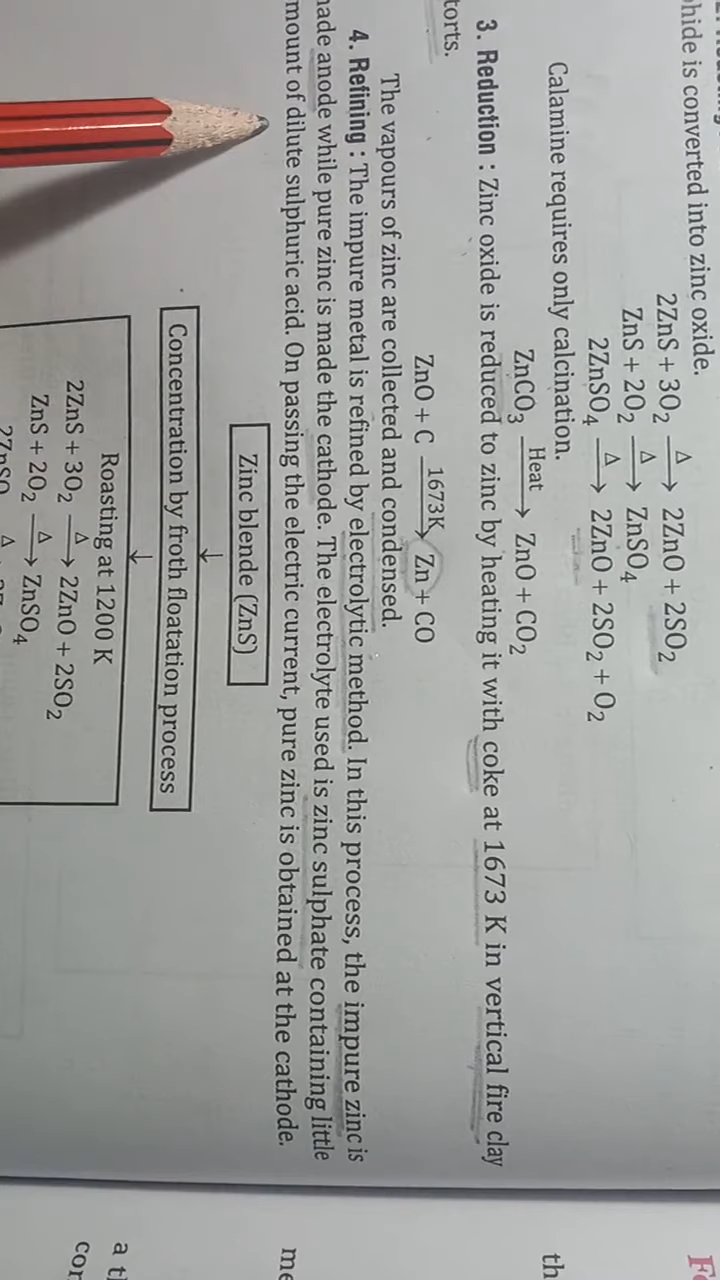 phide is converted into zinc oxide.
2ZnS + 3O₂ —Δ→ 2ZnO + 2SO₂
ZnS + 2O₂ —Δ→ ZnSO₄
2ZnSO₄ —Δ→ 2ZnO + 2SO₂ + O₂
Calamine requires only calcination.
ZnCO₃ —Heat→ ZnO + CO₂
3. Reduction : Zinc oxide is reduced to zinc by heating it with coke at 1673 K in vertical fire clay
torts.
ZnO + C —1673K→ Zn + CO
The vapours of zinc are collected and condensed.
4. Refining : The impure metal is refined by electrolytic method. In this process, the impure zinc is
nade anode while pure zinc is made the cathode. The electrolyte used is zinc sulphate containing little
mount of dilute sulphuric acid. On passing the electric current, pure zinc is obtained at the cathode.
Zinc blende (ZnS)
↓
Concentration by froth floatation process
↓
Roasting at 1200 K
2ZnS + 3O₂ —Δ→ 2ZnO + 2SO₂
ZnS + 2O₂ —Δ→ ZnSO₄
th
me
a t
cor